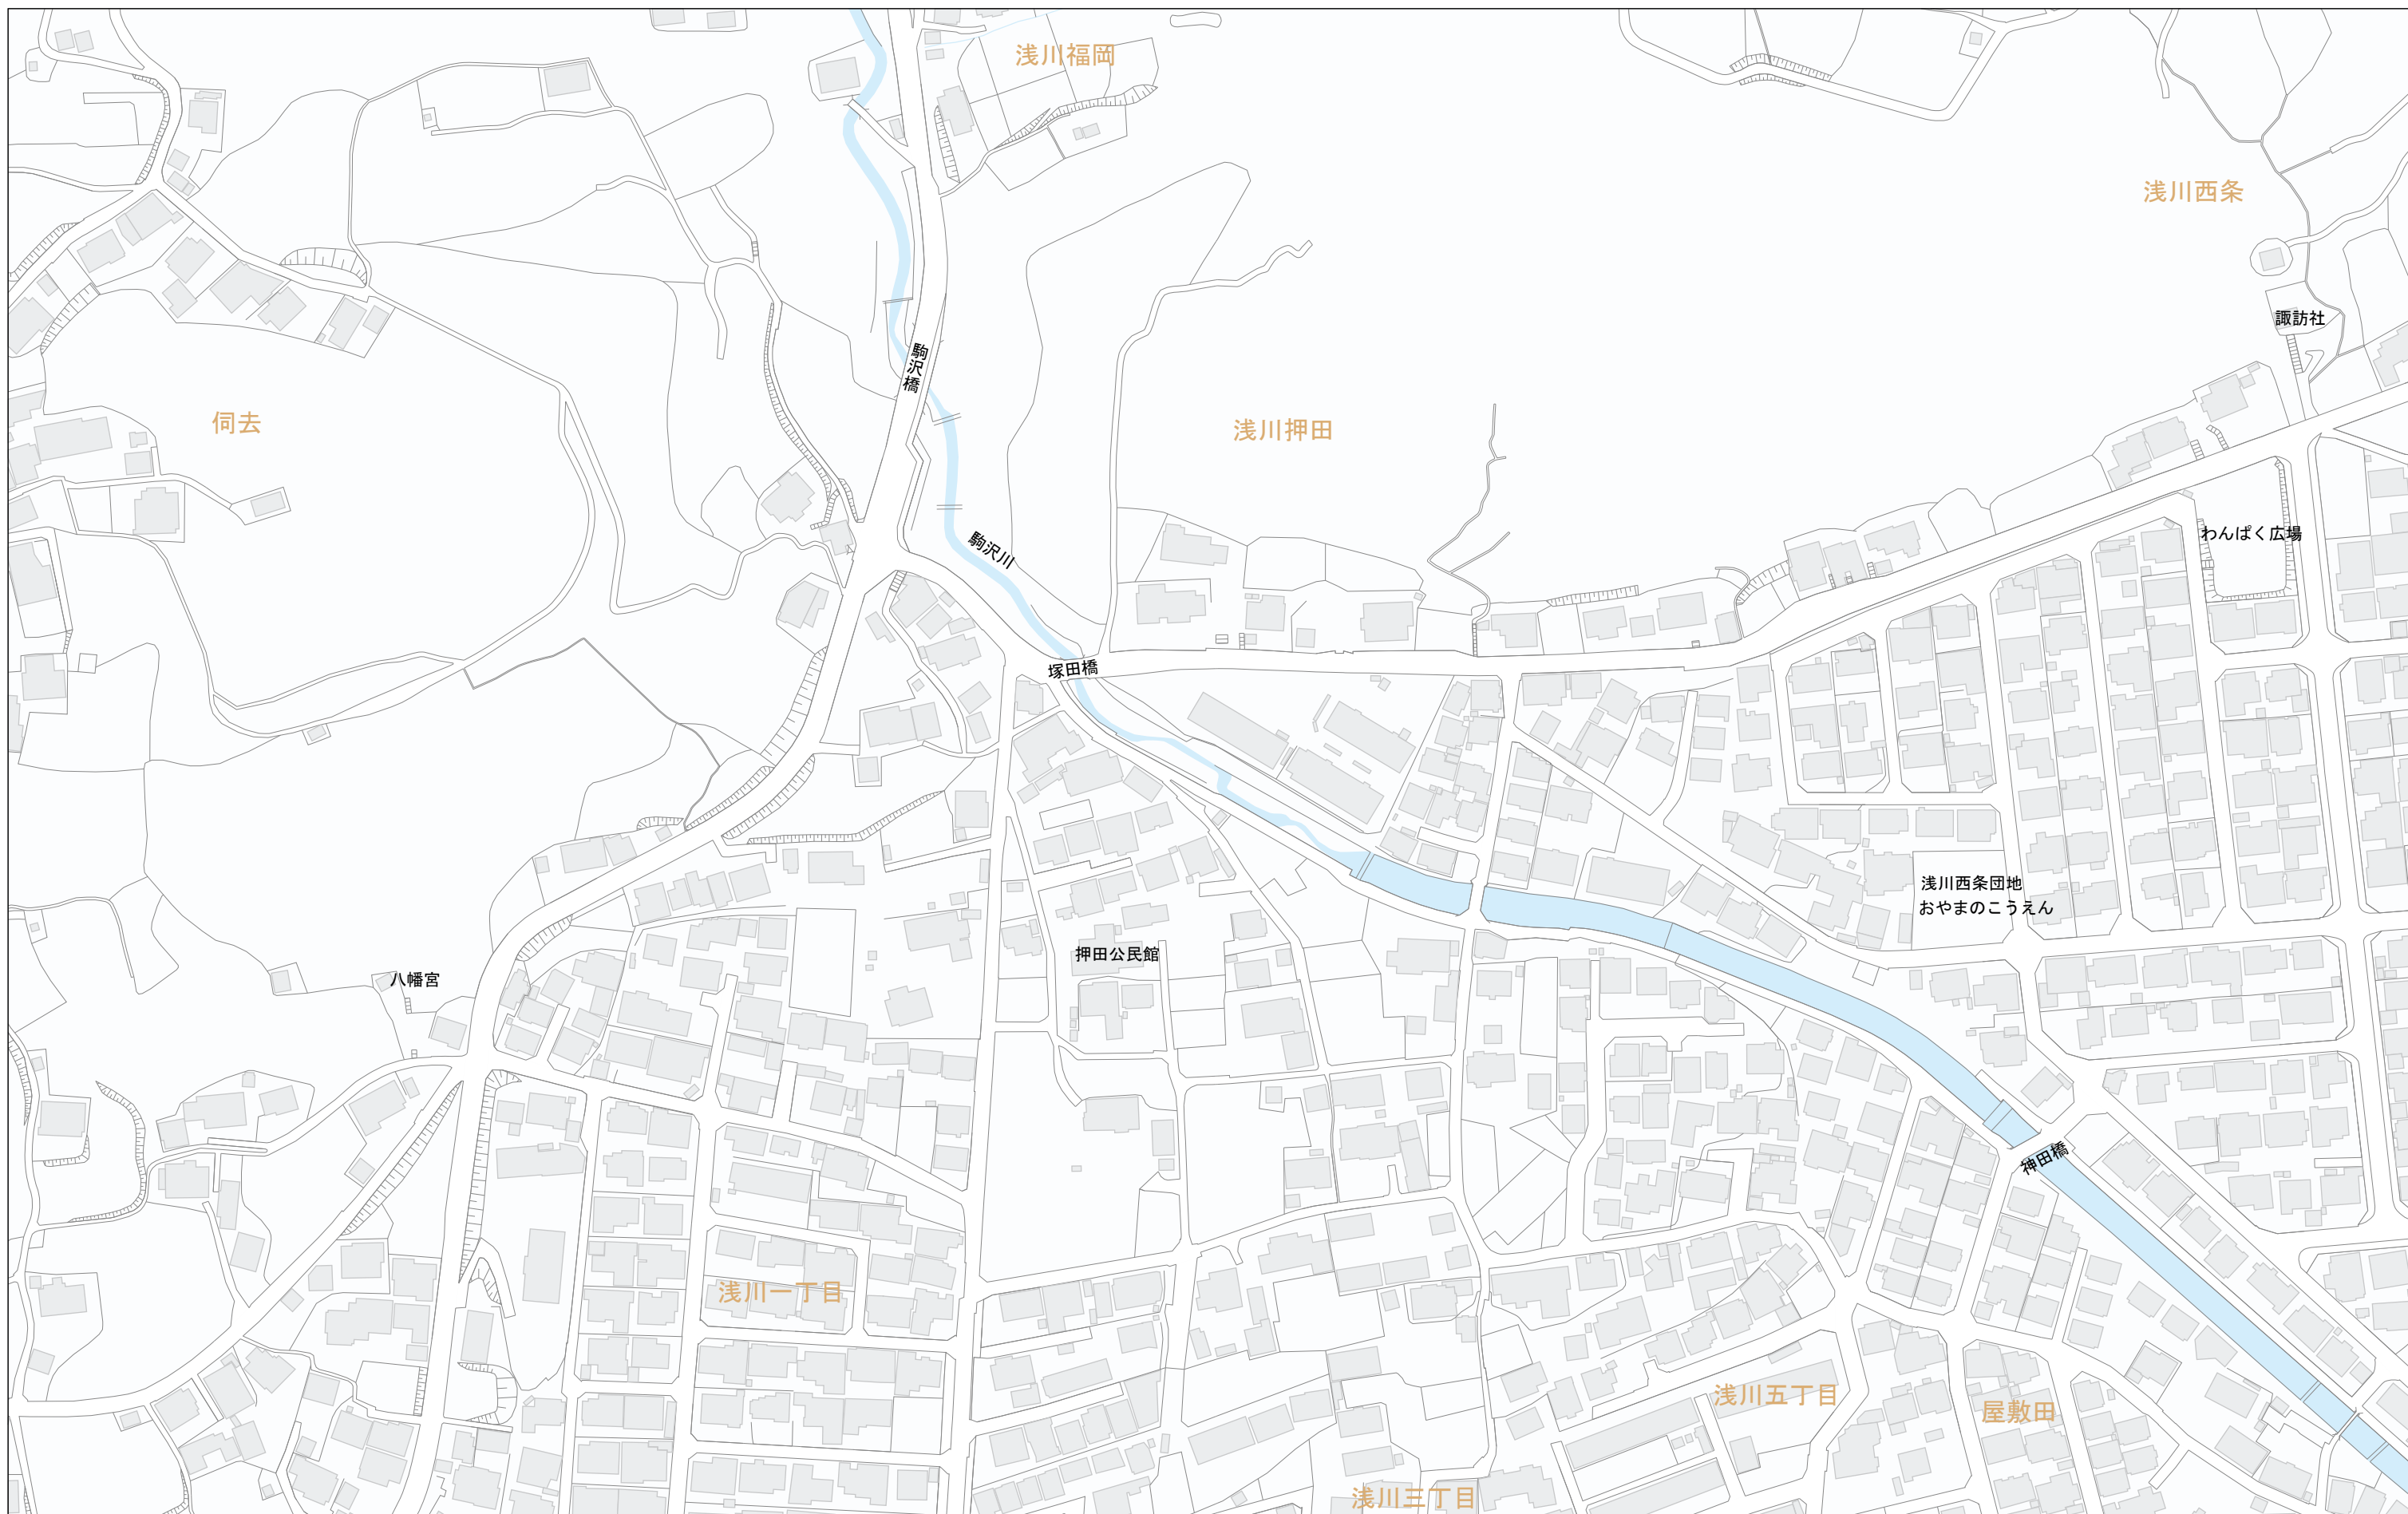 浅川福岡
浅川西条
諏訪社
駒沢橋
伺去
浅川押田
わんぱく広場
駒沢川
塚田橋
浅川西条団地
おやまのこうえん
押田公民館
八幡宮
神田橋
浅川一丁目
浅川五丁目
屋敷田
浅川三丁目